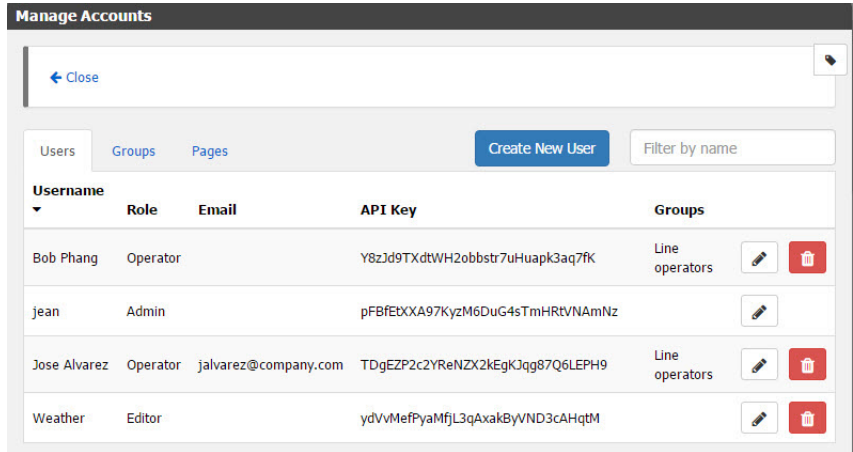 Manage Accounts
Close
Users Groups Pages Create New User Filter by name
Username
Role Email API Key Groups
Bob Phang Operator Y8zJd9TXdtWH2obbstr7uHuapk3aq7fK Line
operators
jean Admin pFBfEtXXA97KyzM6DuG4sTmHRtVNAmNz
Jose Alvarez Operator jalvarez@company.com TDgEZP2c2YReNZX2kEgKJqg87Q6LEPH9 Line
operators
Weather Editor ydVvMefPyaMfjL3qAxakByVND3cAHqtM